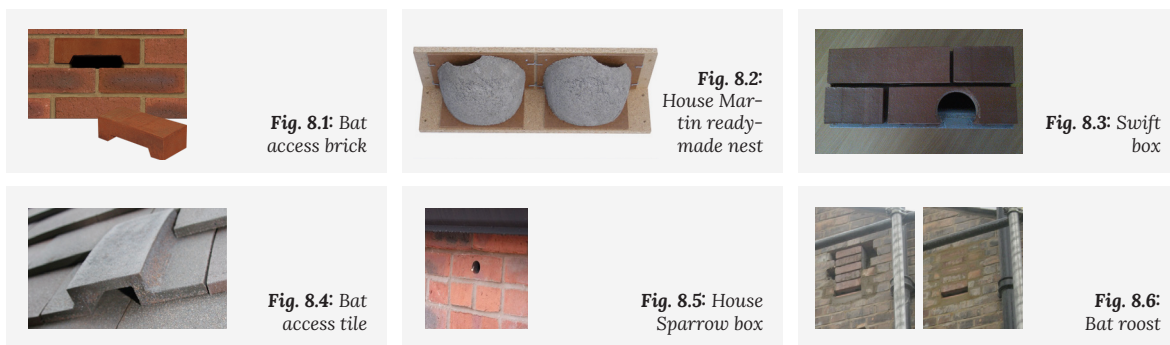 Fig. 8.1: Bat
access brick
Fig. 8.2:
House Mar-
tin ready-
made nest
Fig. 8.3: Swift
box
Fig. 8.4: Bat
access tile
Fig. 8.5: House
Sparrow box
Fig. 8.6:
Bat roost